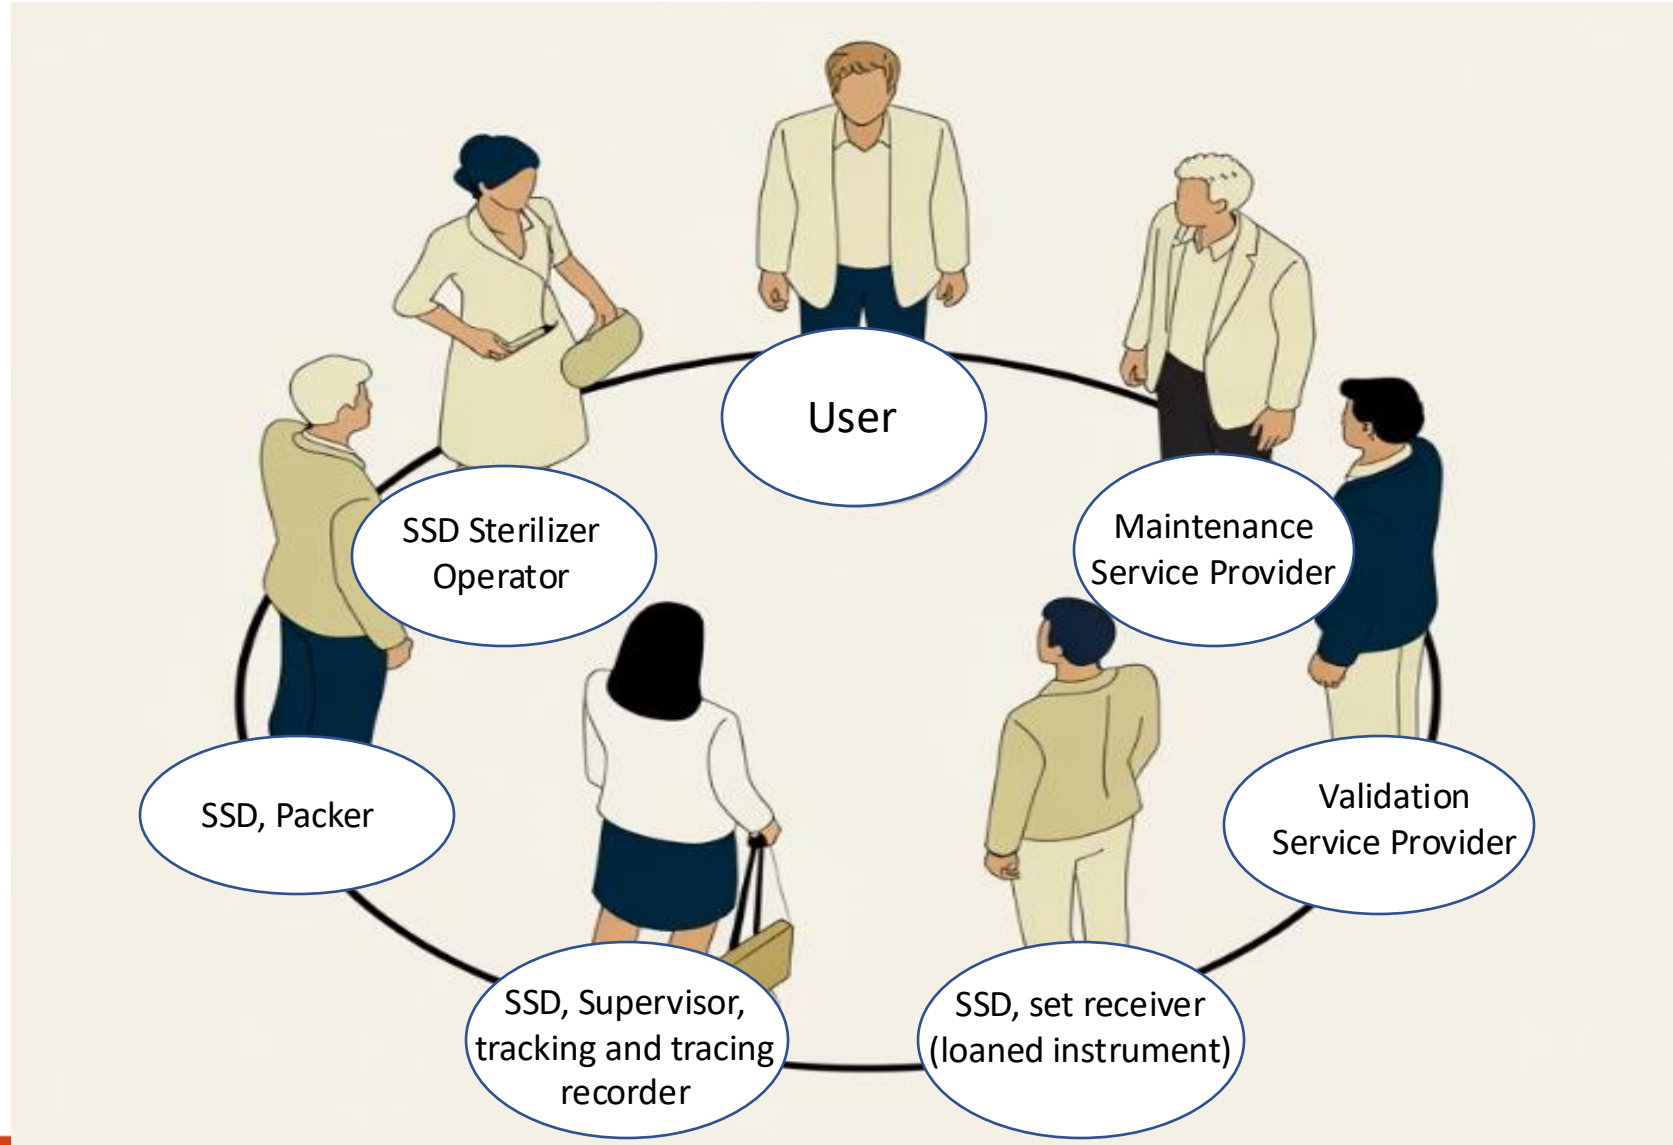 User
SSD Sterilizer
Operator
Maintenance
Service Provider
SSD, Packer
Validation
Service Provider
SSD, Supervisor,
tracking and tracing
recorder
SSD, set receiver
(loaned instrument)